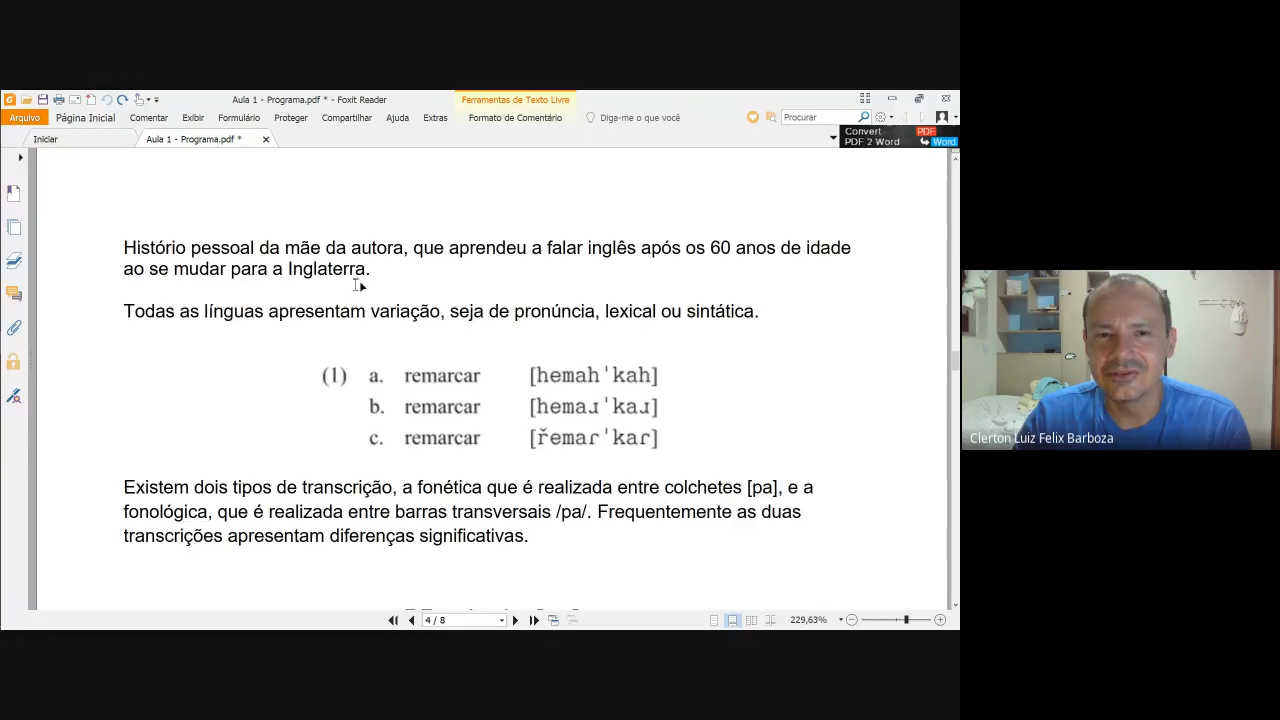 Aula 1 - Programa.pdf * - Foxit Reader
Ferramentas de Texto Livre
Arquivo Página Inicial Comentar Exibir Formulário Proteger Compartilhar Ajuda Extras Formato de Comentário Diga-me o que você Procurar
Iniciar Aula 1 - Programa.pdf *
Convert PDF
PDF 2 Word Word
Histório pessoal da mãe da autora, que aprendeu a falar inglês após os 60 anos de idade
ao se mudar para a Inglaterra.
Todas as línguas apresentam variação, seja de pronúncia, lexical ou sintática.
(1) a. remarcar [hemahˈkah]
b. remarcar [hemaɹˈkaɹ]
c. remarcar [řemaɾˈkaɾ]
Existem dois tipos de transcrição, a fonética que é realizada entre colchetes [pa], e a
fonológica, que é realizada entre barras transversais /pa/. Frequentemente as duas
transcrições apresentam diferenças significativas.
4 / 8
229,63%
Clerton Luiz Felix Barboza